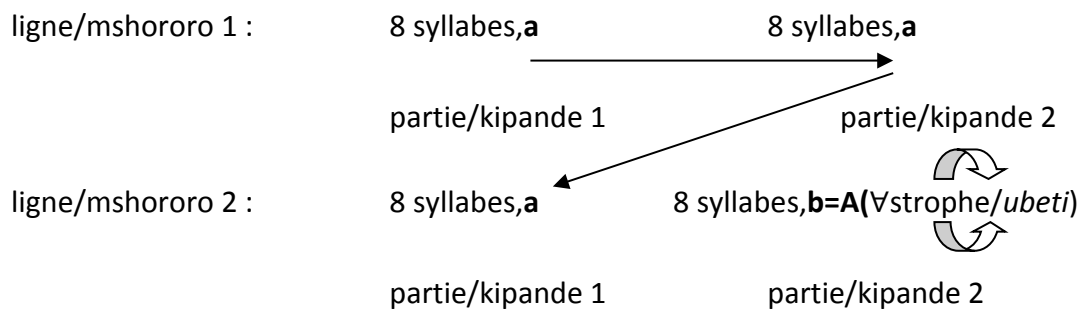 ligne/mshororo 1 : 8 syllabes,a 8 syllabes,a
partie/kipande 1 partie/kipande 2
ligne/mshororo 2 : 8 syllabes,a 8 syllabes,b=A(∀strophe/ubeti)
partie/kipande 1 partie/kipande 2